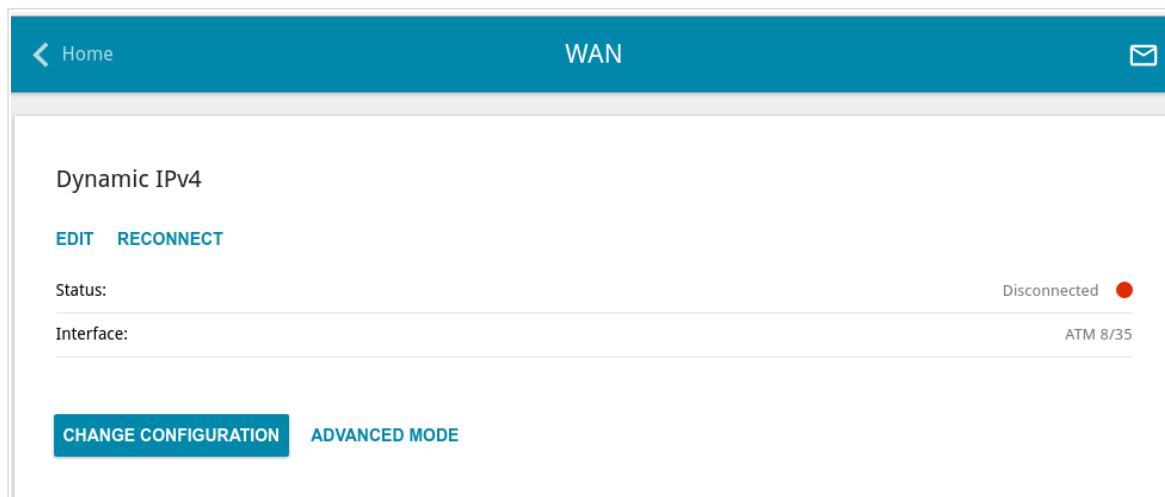 Home
WAN
Dynamic IPv4
EDIT RECONNECT
Status: Disconnected
Interface: ATM 8/35
CHANGE CONFIGURATION ADVANCED MODE